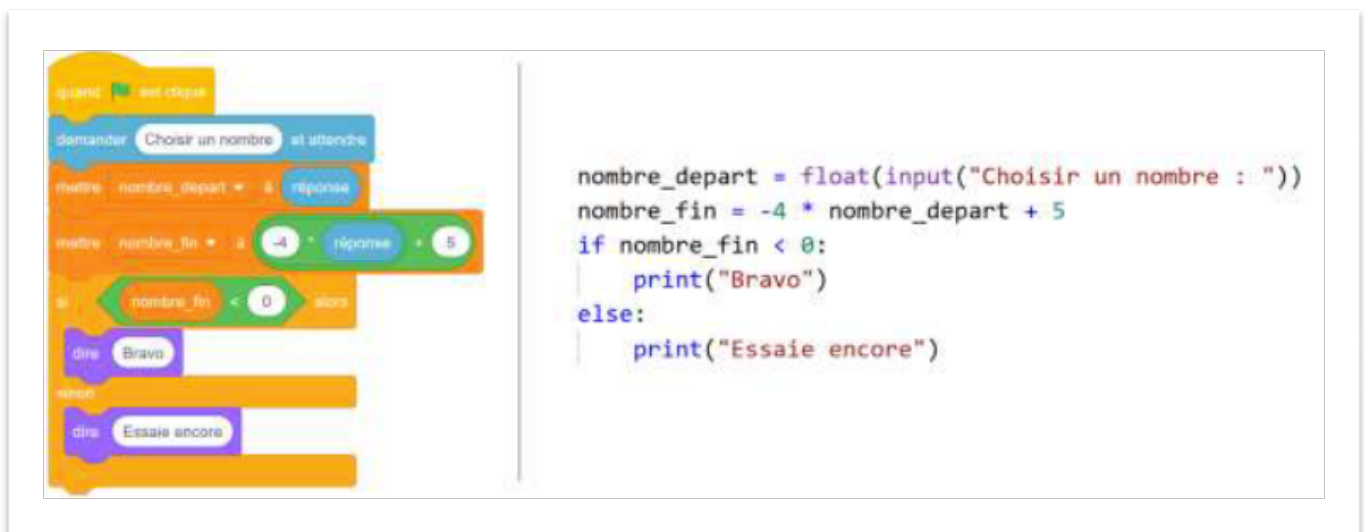 quand est cliqué
demander Choisir un nombre et attendre
mettre nombre_depart à réponse
mettre nombre_fin à -4 * réponse + 5
si nombre_fin < 0 alors
dire Bravo
sinon
dire Essaie encore
nombre_depart = float(input("Choisir un nombre : "))
nombre_fin = -4 * nombre_depart + 5
if nombre_fin < 0:
print("Bravo")
else:
print("Essaie encore")